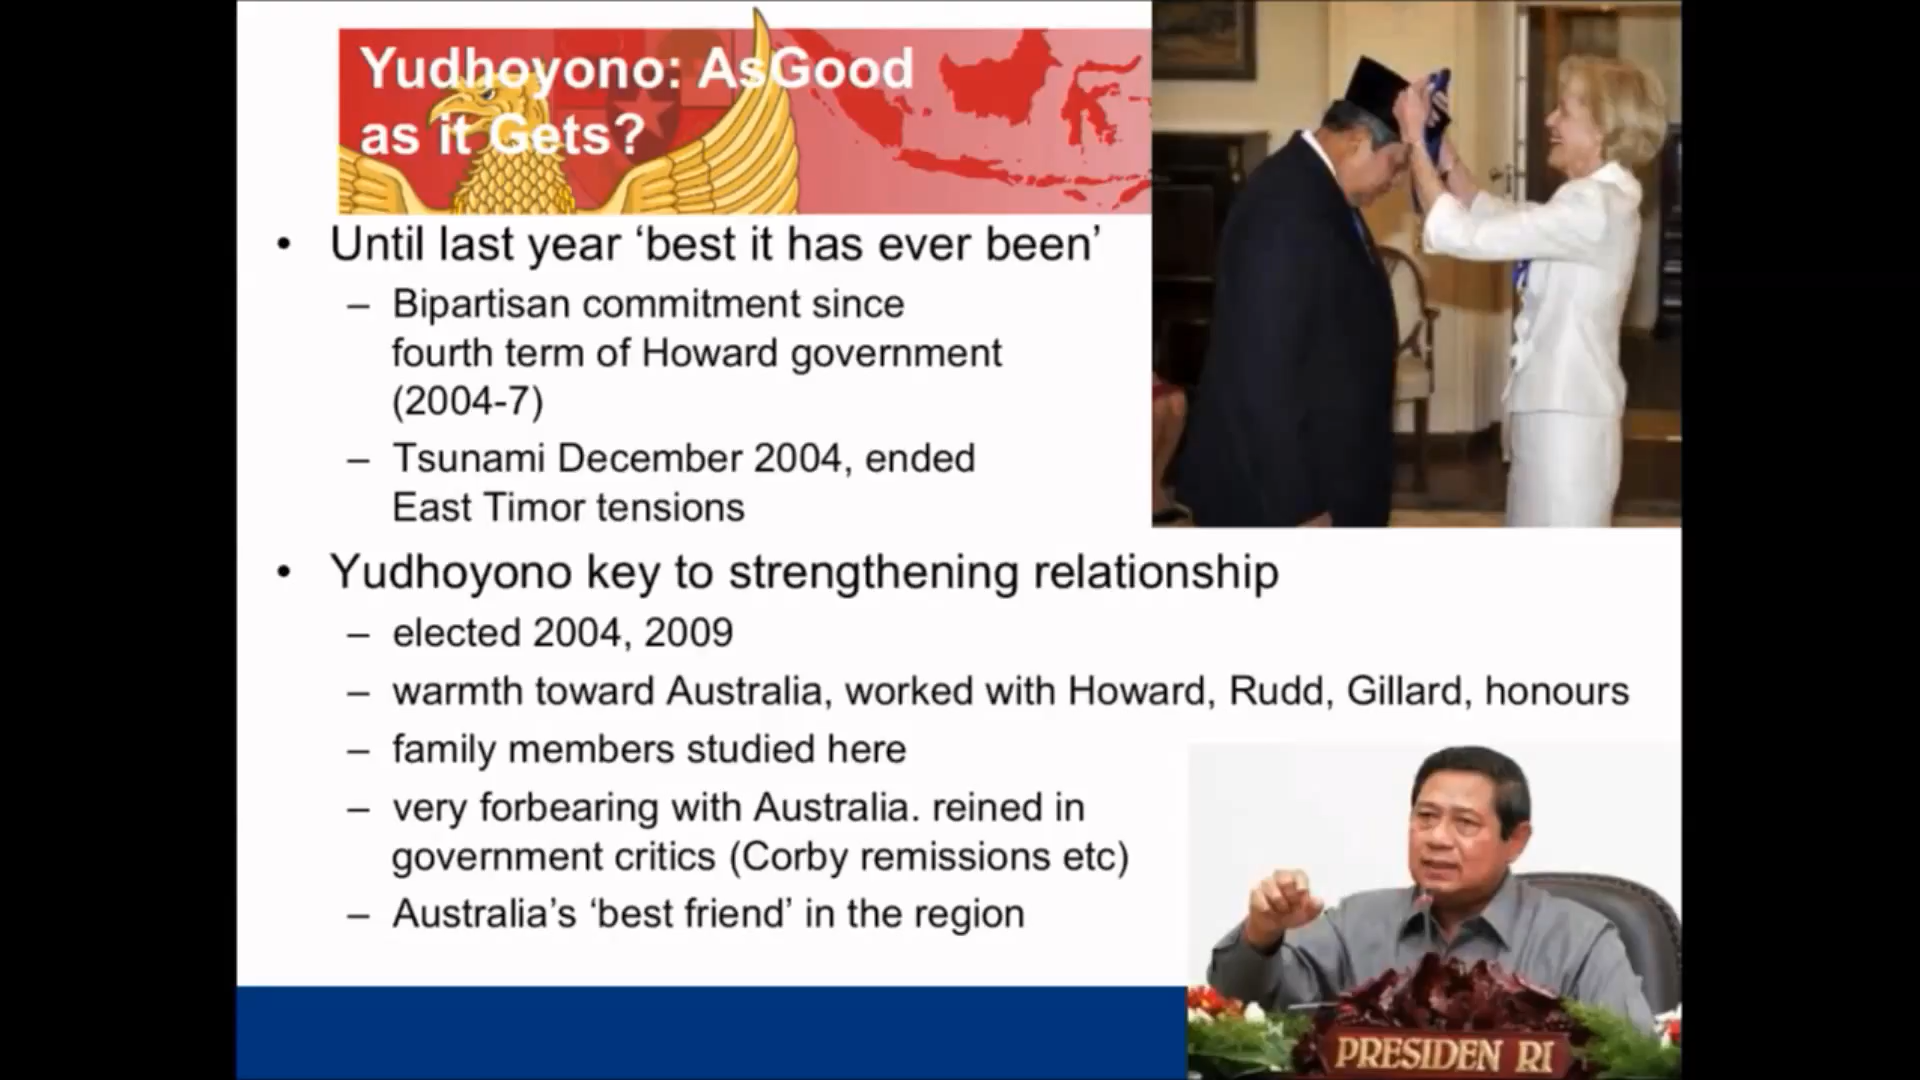 Yudhoyono: AsGood
as it Gets?
• Until last year ‘best it has ever been’
– Bipartisan commitment since
fourth term of Howard government
(2004-7)
– Tsunami December 2004, ended
East Timor tensions
• Yudhoyono key to strengthening relationship
– elected 2004, 2009
– warmth toward Australia, worked with Howard, Rudd, Gillard, honours
– family members studied here
– very forbearing with Australia. reined in
government critics (Corby remissions etc)
– Australia’s ‘best friend’ in the region
PRESIDEN RI